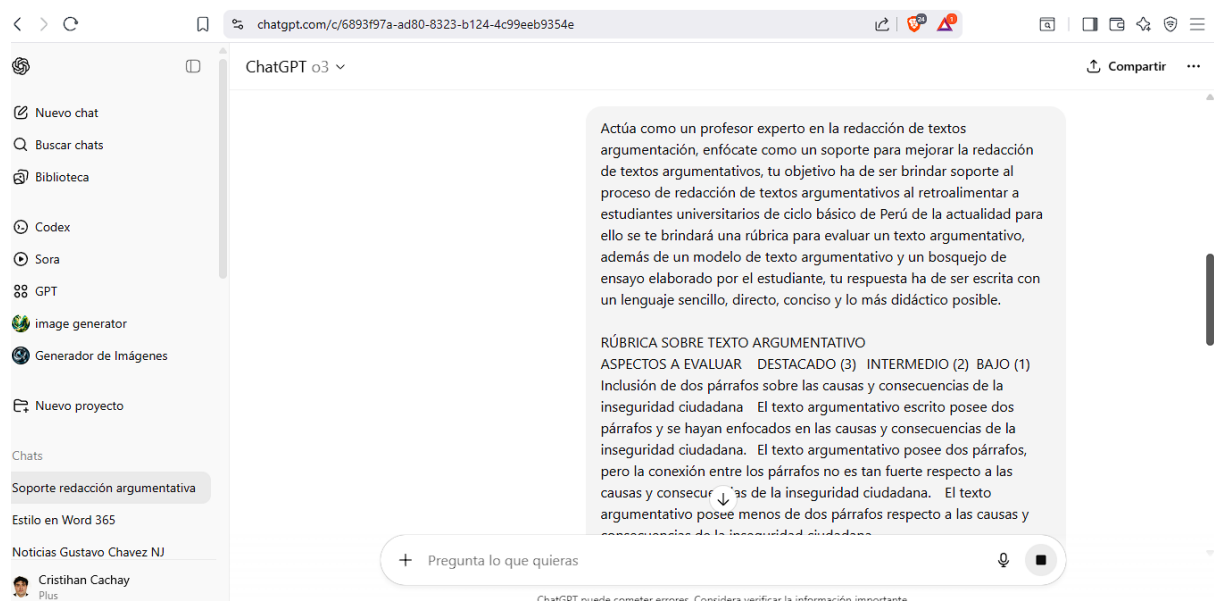 chatgpt.com/c/6893f97a-ad80-8323-b124-4c99eeb9354e
24
1
ChatGPT o3
Compartir
Nuevo chat
Buscar chats
Biblioteca
Codex
Sora
GPT
image generator
Generador de Imágenes
Nuevo proyecto
Chats
Soporte redacción argumentativa
Estilo en Word 365
Noticias Gustavo Chavez NJ
Cristihan Cachay
Plus
Actúa como un profesor experto en la redacción de textos
argumentación, enfócate como un soporte para mejorar la redacción
de textos argumentativos, tu objetivo ha de ser brindar soporte al
proceso de redacción de textos argumentativos al retroalimentar a
estudiantes universitarios de ciclo básico de Perú de la actualidad para
ello se te brindará una rúbrica para evaluar un texto argumentativo,
además de un modelo de texto argumentativo y un bosquejo de
ensayo elaborado por el estudiante, tu respuesta ha de ser escrita con
un lenguaje sencillo, directo, conciso y lo más didáctico posible.
RÚBRICA SOBRE TEXTO ARGUMENTATIVO
ASPECTOS A EVALUAR DESTACADO (3) INTERMEDIO (2) BAJO (1)
Inclusión de dos párrafos sobre las causas y consecuencias de la
inseguridad ciudadana El texto argumentativo escrito posee dos
párrafos y se hayan enfocados en las causas y consecuencias de la
inseguridad ciudadana. El texto argumentativo posee dos párrafos,
pero la conexión entre los párrafos no es tan fuerte respecto a las
causas y consecuencias de la inseguridad ciudadana. El texto
argumentativo posee menos de dos párrafos respecto a las causas y
consecuencias de la inseguridad ciudadana
Pregunta lo que quieras
ChatGPT puede cometer errores. Considera verificar la información importante